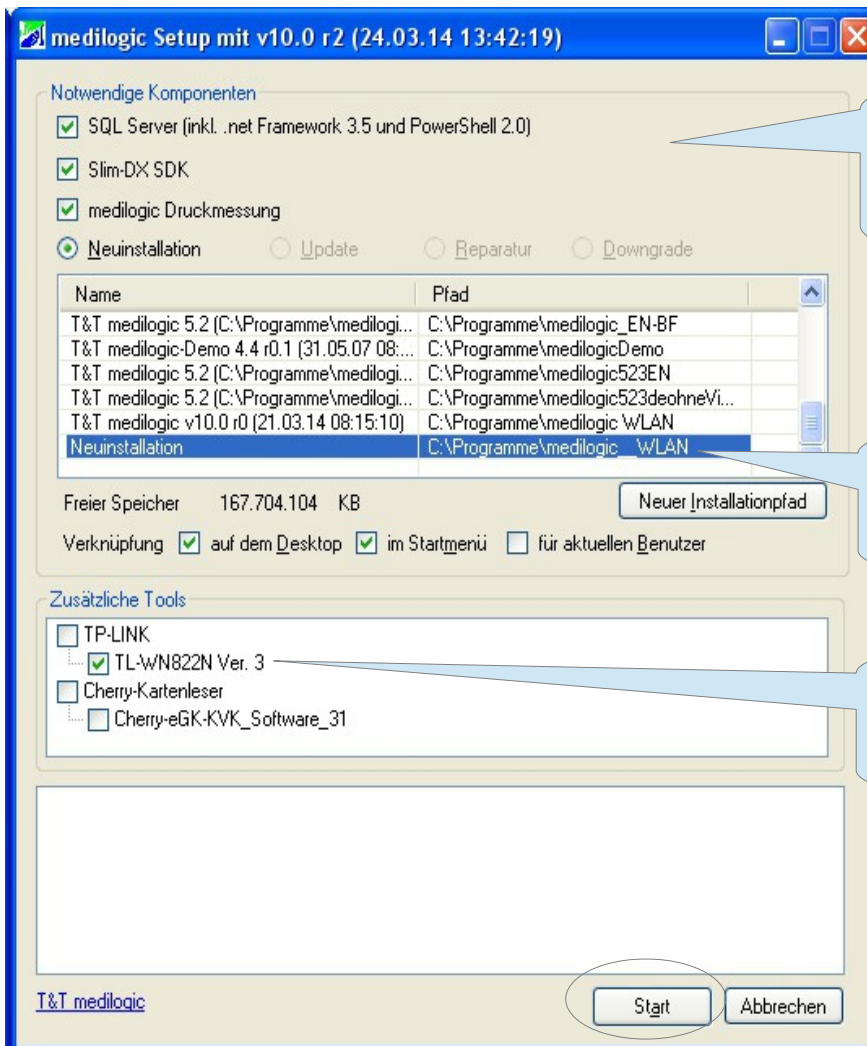 medilogic Setup mit v10.0 r2 (24.03.14 13:42:19)
Notwendige Komponenten
SQL Server (inkl. .net Framework 3.5 und PowerShell 2.0)
Slim-DX SDK
medilogic Druckmessung
Neuinstallation Update Reparatur Downgrade
Name Pfad
T&T medilogic 5.2 (C:\Programme\medilogi... C:\Programme\medilogic_EN-BF
T&T medilogic-Demo 4.4 r0.1 (31.05.07 08:... C:\Programme\medilogicDemo
T&T medilogic 5.2 (C:\Programme\medilogi... C:\Programme\medilogic523EN
T&T medilogic 5.2 (C:\Programme\medilogi... C:\Programme\medilogic523deohneVi...
T&T medilogic v10.0 r0 (21.03.14 08:15:10) C:\Programme\medilogic WLAN
Neuinstallation C:\Programme\medilogic__WLAN
Freier Speicher 167.704.104 KB Neuer Installationpfad
Verknüpfung auf dem Desktop im Startmenü für aktuellen Benutzer
Zusätzliche Tools
TP-LINK
TL-WN822N Ver. 3
Cherry-Kartenleser
Cherry-eGK-KVK_Software_31
T&T medilogic Start Abbrechen